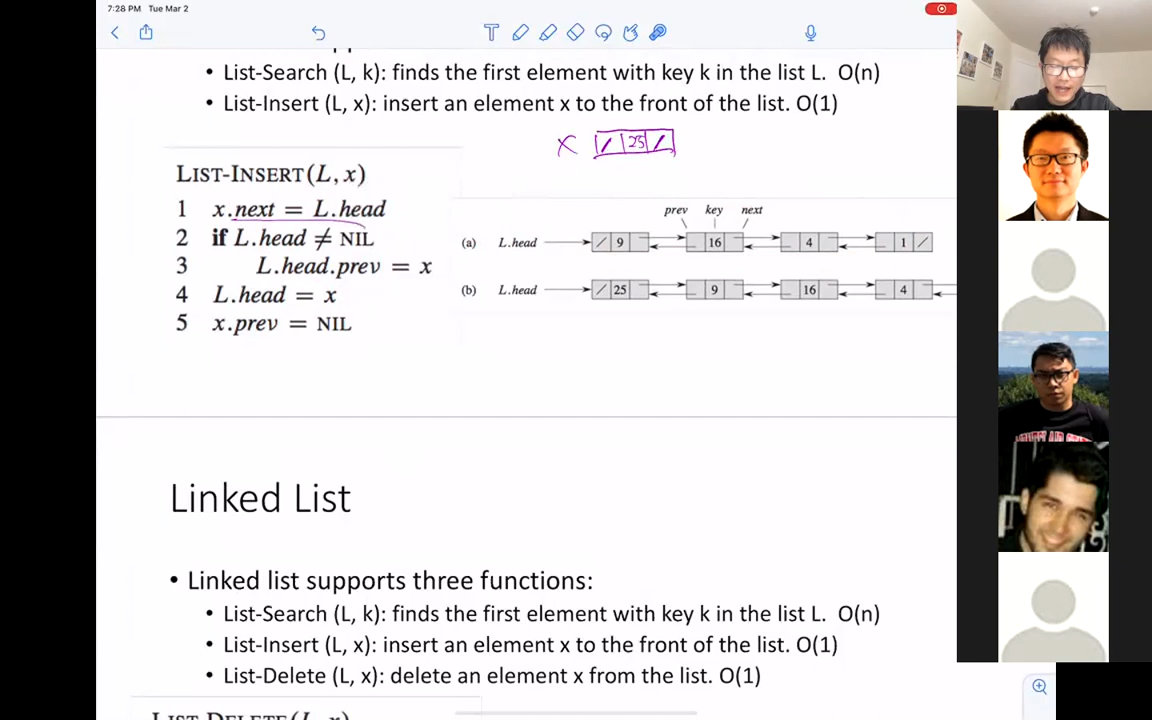 7:28 PM Tue Mar 2
• List-Search (L, k): finds the first element with key k in the list L. O(n)
• List-Insert (L, x): insert an element x to the front of the list. O(1)
x / 25 /
LIST-INSERT(L, x)
1 x.next = L.head
2 if L.head ≠ NIL
3 L.head.prev = x
4 L.head = x
5 x.prev = NIL
prev key next
(a) L.head / 9 16 4 1 /
(b) L.head / 25 9 16 4
Linked List
• Linked list supports three functions:
• List-Search (L, k): finds the first element with key k in the list L. O(n)
• List-Insert (L, x): insert an element x to the front of the list. O(1)
• List-Delete (L, x): delete an element x from the list. O(1)
LIST-DELETE(L, x)